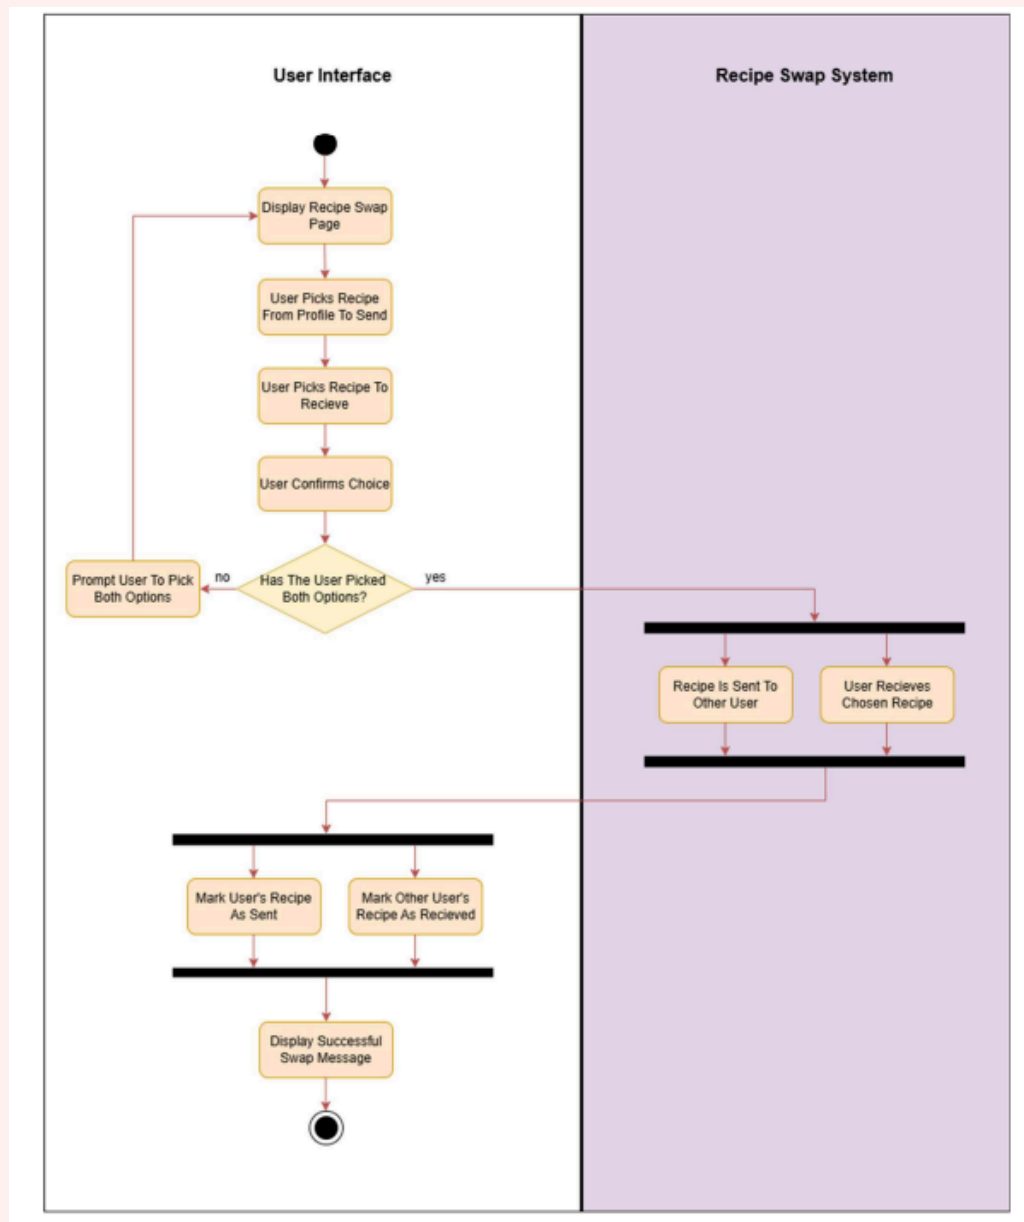 User Interface
Recipe Swap System
Display Recipe Swap
Page
User Picks Recipe
From Profile To Send
User Picks Recipe To
Recieve
User Confirms Choice
Has The User Picked
Both Options?
no
yes
Prompt User To Pick
Both Options
Recipe Is Sent To
Other User
User Recieves
Chosen Recipe
Mark User's Recipe
As Sent
Mark Other User's
Recipe As Recieved
Display Successful
Swap Message